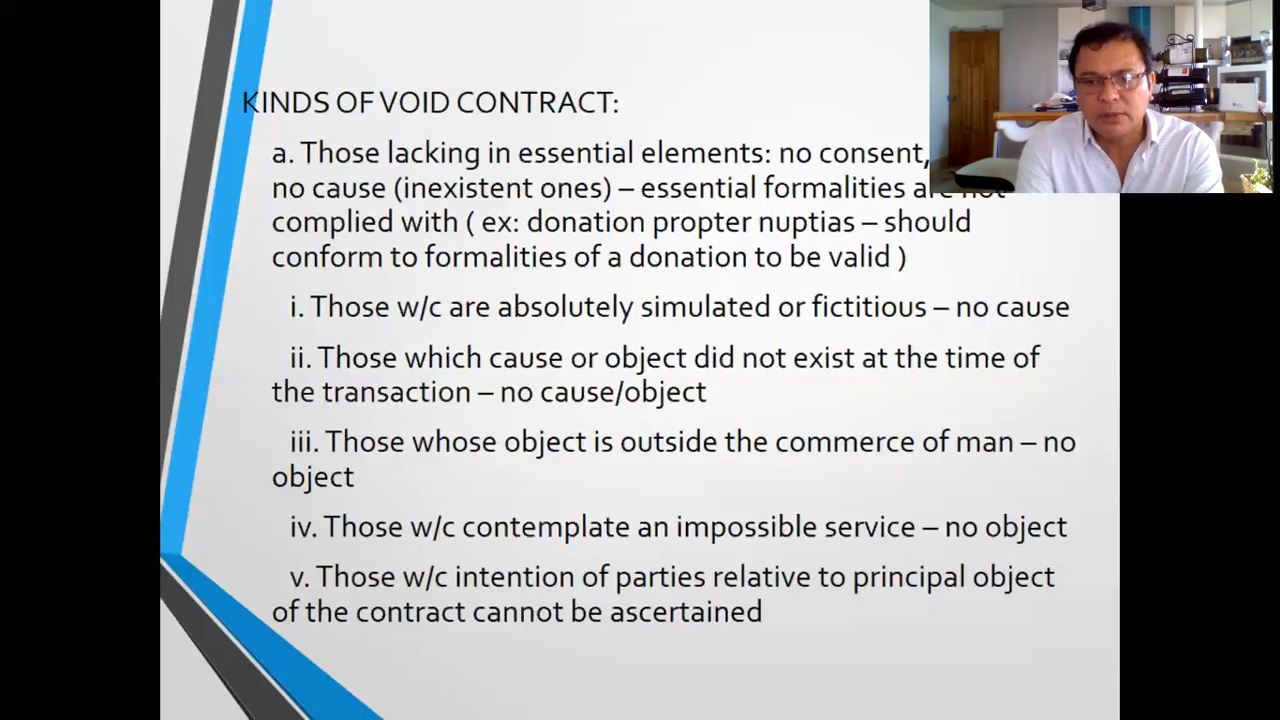 KINDS OF VOID CONTRACT:
a. Those lacking in essential elements: no consent,
no cause (inexistent ones) – essential formalities are not
complied with ( ex: donation propter nuptias – should
conform to formalities of a donation to be valid )
i. Those w/c are absolutely simulated or fictitious – no cause
ii. Those which cause or object did not exist at the time of
the transaction – no cause/object
iii. Those whose object is outside the commerce of man – no
object
iv. Those w/c contemplate an impossible service – no object
v. Those w/c intention of parties relative to principal object
of the contract cannot be ascertained